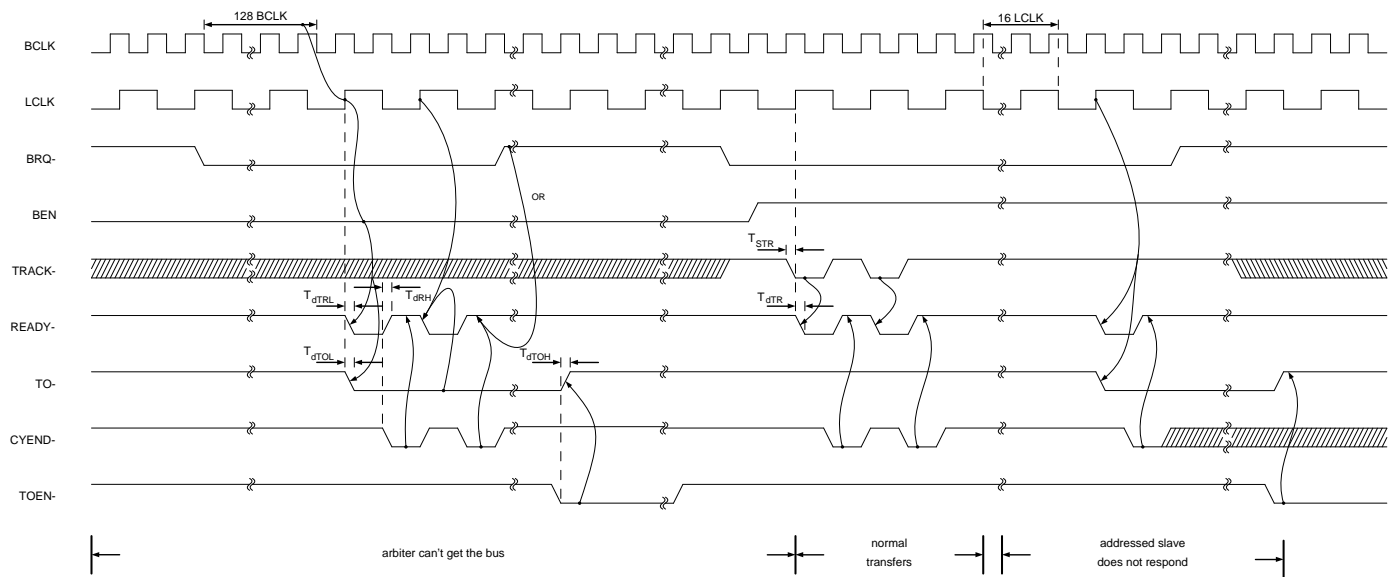 128 BCLK
16 LCLK
BCLK
LCLK
BRQ-
OR
BEN
TSTR
TRACK-
TdTRL
TdRH
TdTR
READY-
TdTOL
TdTOH
TO-
CYEND-
TOEN-
arbiter can't get the bus
normal
transfers
addressed slave
does not respond